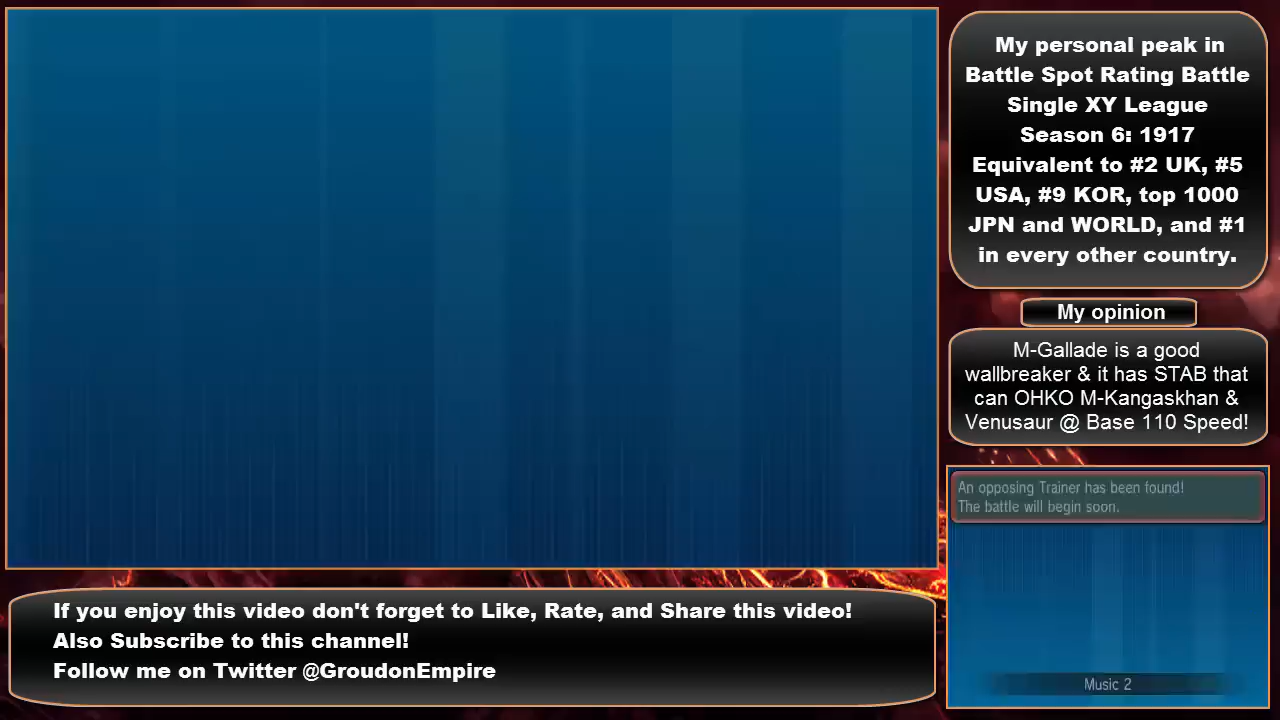 My personal peak in
Battle Spot Rating Battle
Single XY League
Season 6: 1917
Equivalent to #2 UK, #5
USA, #9 KOR, top 1000
JPN and WORLD, and #1
in every other country.
My opinion
M-Gallade is a good
wallbreaker & it has STAB that
can OHKO M-Kangaskhan &
Venusaur @ Base 110 Speed!
An opposing Trainer has been found!
The battle will begin soon.
Music 2
If you enjoy this video don't forget to Like, Rate, and Share this video!
Also Subscribe to this channel!
Follow me on Twitter @GroudonEmpire